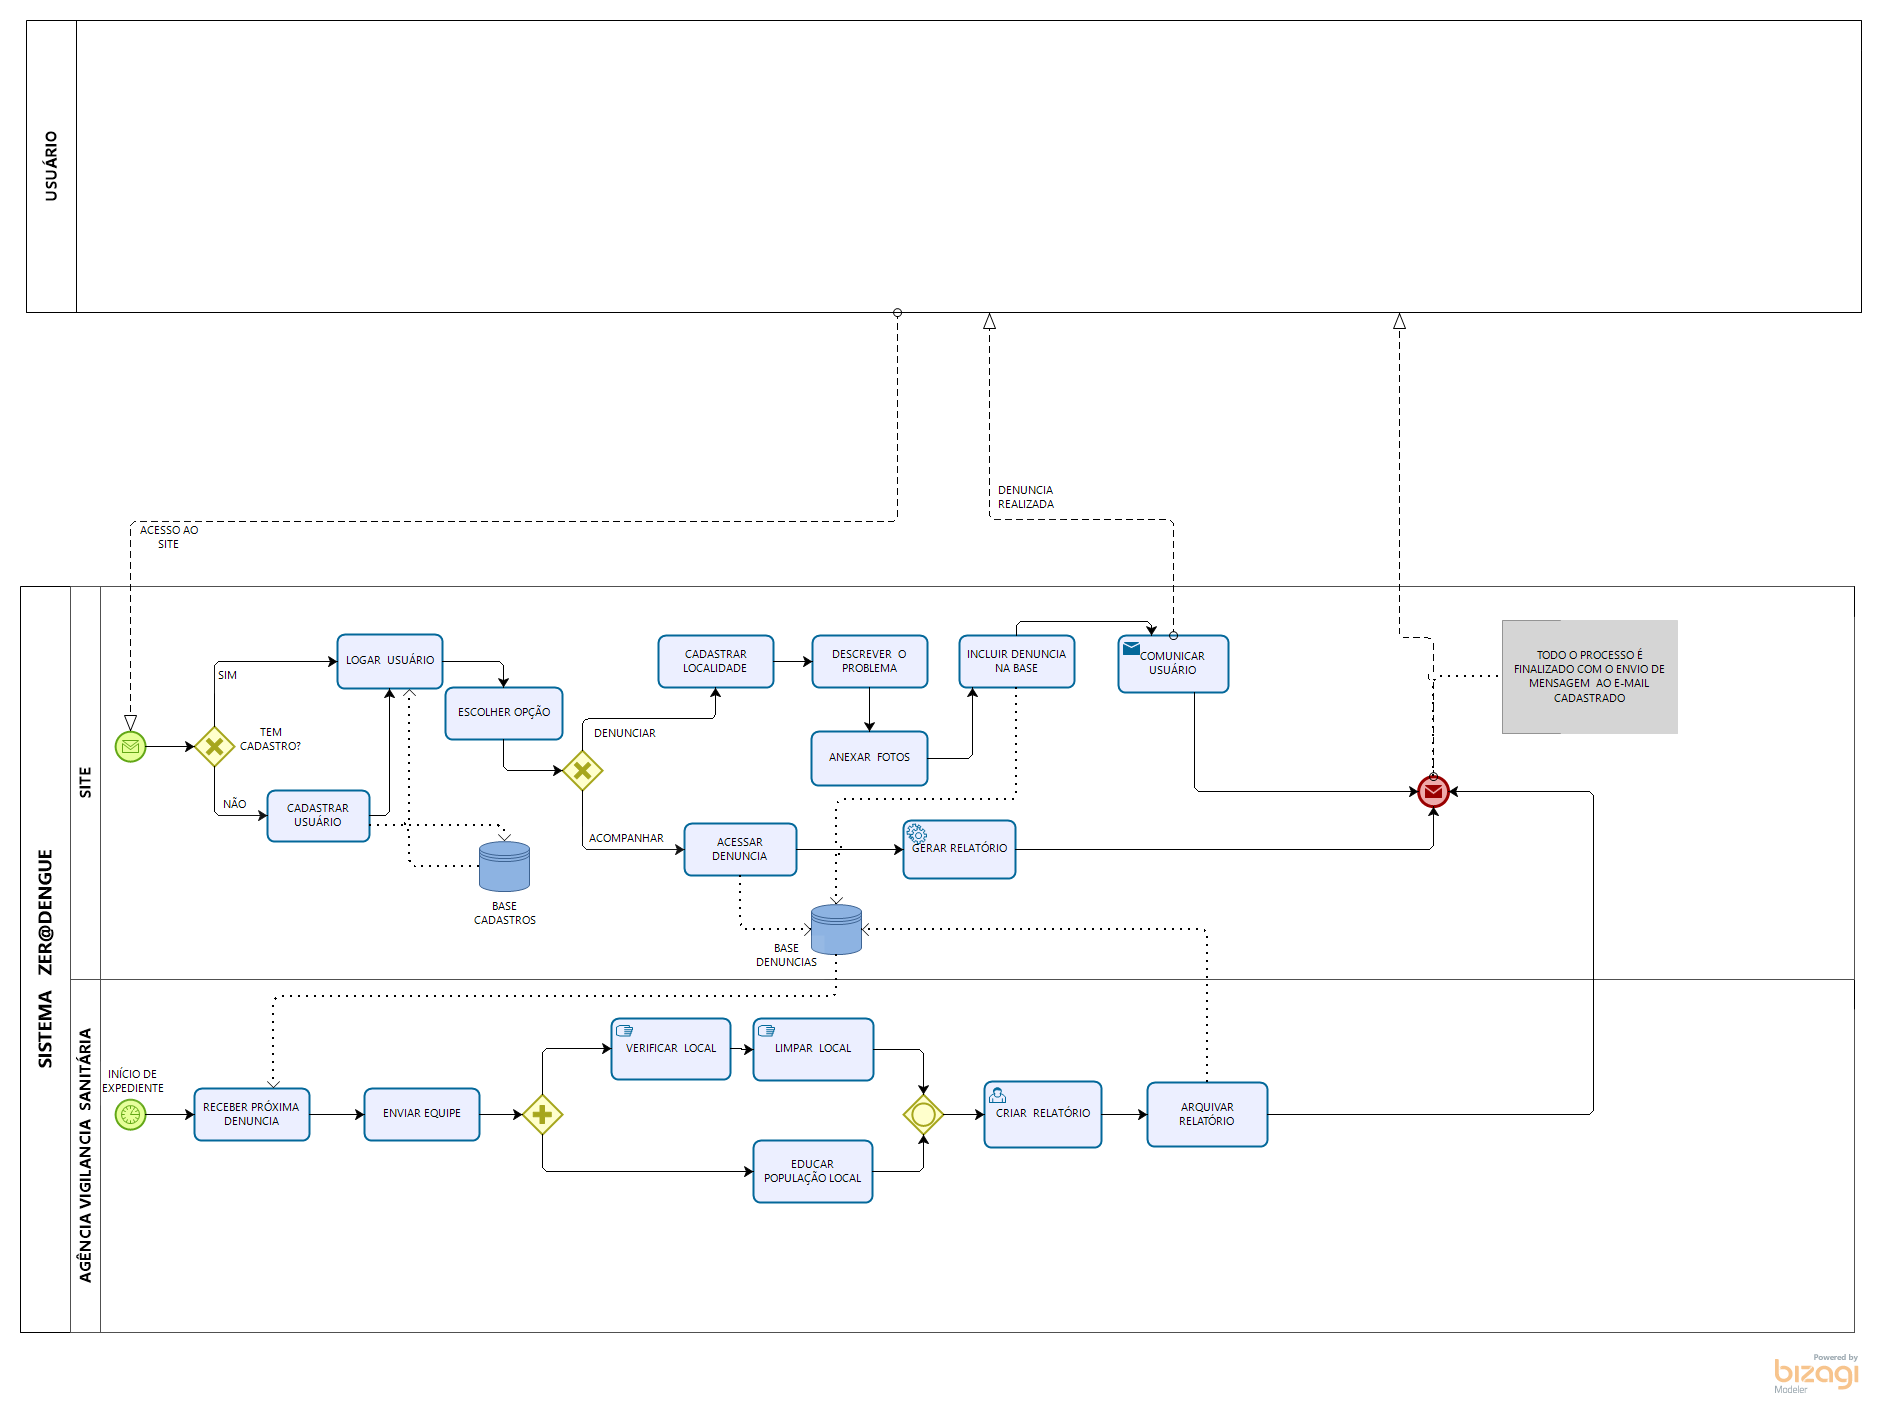 USUÁRIO
DENUNCIA
REALIZADA
ACESSO AO
SITE
SISTEMA ZER@DENGUE
SITE
SIM
TEM
CADASTRO?
NÃO
LOGAR USUÁRIO
CADASTRAR
USUÁRIO
ESCOLHER OPÇÃO
BASE
CADASTROS
DENUNCIAR
ACOMPANHAR
CADASTRAR
LOCALIDADE
DESCREVER O
PROBLEMA
ANEXAR FOTOS
INCLUIR DENUNCIA
NA BASE
COMUNICAR
USUÁRIO
ACESSAR
DENUNCIA
GERAR RELATÓRIO
BASE
DENUNCIAS
TODO O PROCESSO É
FINALIZADO COM O ENVIO DE
MENSAGEM AO E-MAIL
CADASTRADO
AGÊNCIA VIGILANCIA SANITÁRIA
INÍCIO DE
EXPEDIENTE
RECEBER PRÓXIMA
DENUNCIA
ENVIAR EQUIPE
VERIFICAR LOCAL
LIMPAR LOCAL
EDUCAR
POPULAÇÃO LOCAL
CRIAR RELATÓRIO
ARQUIVAR
RELATÓRIO
Powered by
bizagi
Modeler